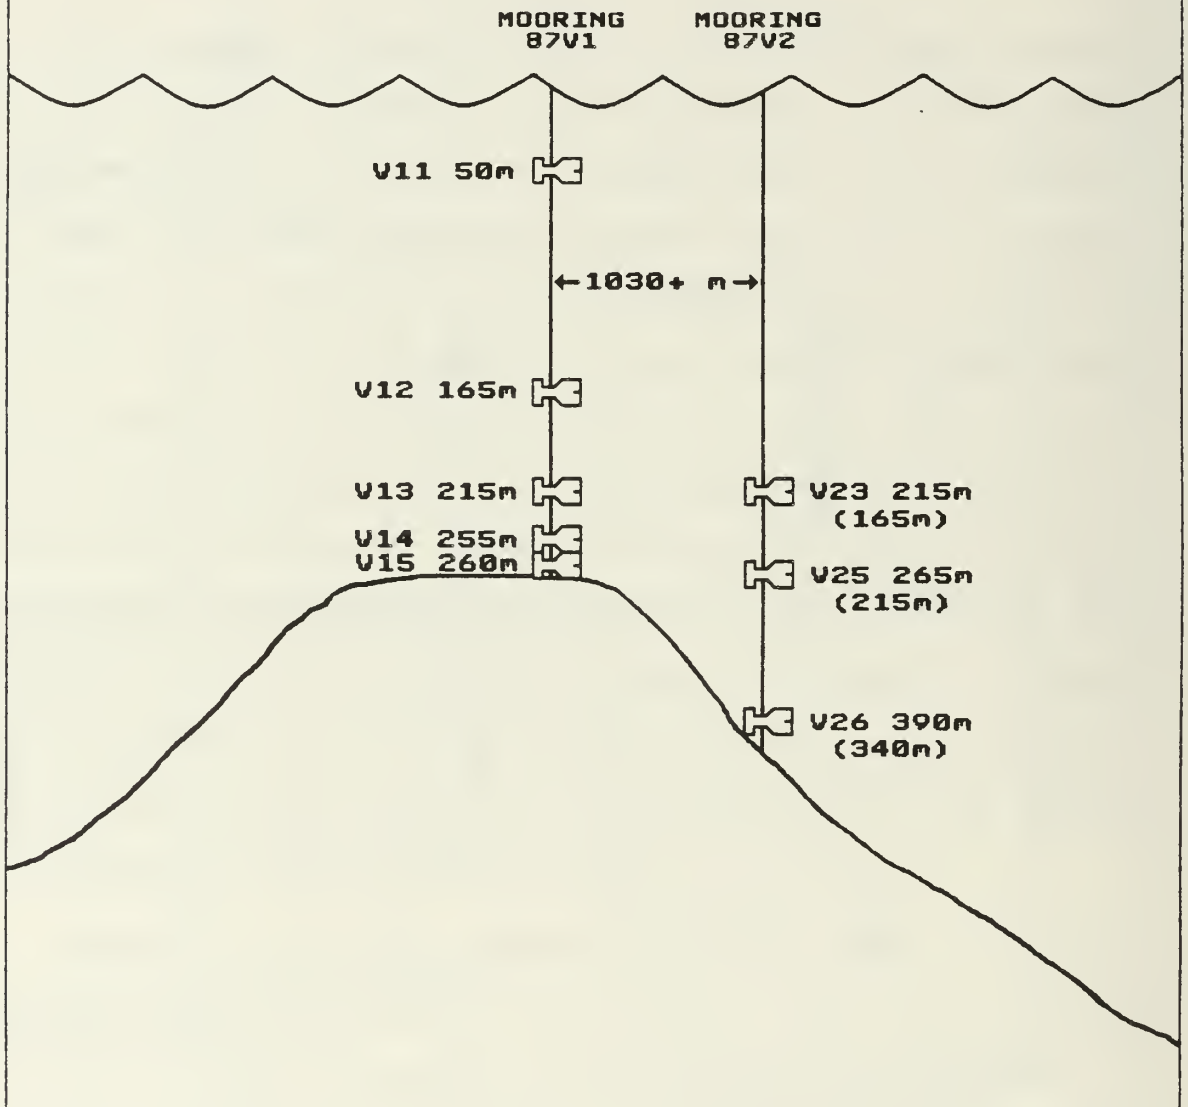 MOORING
87V1
MOORING
87V2
V11 50m
←1030+ m→
V12 165m
V13 215m
V23 215m
(165m)
V14 255m
V15 260m
V25 265m
(215m)
V26 390m
(340m)